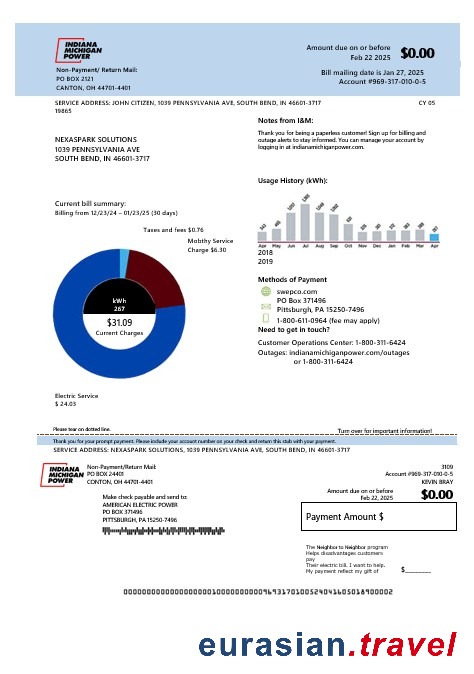 INDIANA
MICHIGAN
POWER
Non-Payment/ Return Mail:
PO BOX 2121
CANTON, OH 44701-4401
Amount due on or before
Feb 22 2025
$0.00
Bill mailing date is Jan 27, 2025
Account #969-317-010-0-5
SERVICE ADDRESS: JOHN CITIZEN, 1039 PENNSYLVANIA AVE, SOUTH BEND, IN 46601-3717
CY 05
19865
NEXASPARK SOLUTIONS
1039 PENNSYLVANIA AVE
SOUTH BEND, IN 46601-3717
Notes from I&M:
Thank you for being a paperless customer! Sign up for billing and
outage alerts to stay informed. You can manage your account by
logging in at indianamichiganpower.com.
Usage History (kWh):
Apr May Jun Jul Aug Sep Oct Nov Dec Jan Feb Mar Apr
2018
2019
Current bill summary:
Billing from 12/23/24 – 01/23/25 (30 days)
Taxes and fees $0.76
Mobthy Service
Charge $6.30
kWh
267
$31.09
Current Charges
Electric Service
$ 24.03
Methods of Payment
swepco.com
PO Box 371496
Pittsburgh, PA 15250-7496
1-800-611-0964 (fee may apply)
Need to get in touch?
Customer Operations Center: 1-800-311-6424
Outages: indianamichiganpower.com/outages
or 1-800-311-6424
Please tear on dotted line.
Turn over for important information!
Thank you for your prompt payment. Please include your account number on your check and return this stub with your payment.
SERVICE ADDRESS: NEXASPARK SOLUTIONS, 1039 PENNSYLVANIA AVE, SOUTH BEND, IN 46601-3717
INDIANA
MICHIGAN
POWER
Non-Payment/Return Mail:
PO BOX 24401
CANTON, OH 44701-4401
3109
Account #969-317-010-0-5
KEVIN BRAY
Amount due on or before
Feb 22, 2025
$0.00
Make check payable and send to:
AMERICAN ELECTRIC POWER
PO BOX 371496
PITTSBURGH, PA 15250-7496
Payment Amount $
The Neighbor to Neighbor program
Helps disadvantages customers
pay
Their electric bill. I want to help.
My payment reflect my gift of
$_______
eurasian.travel